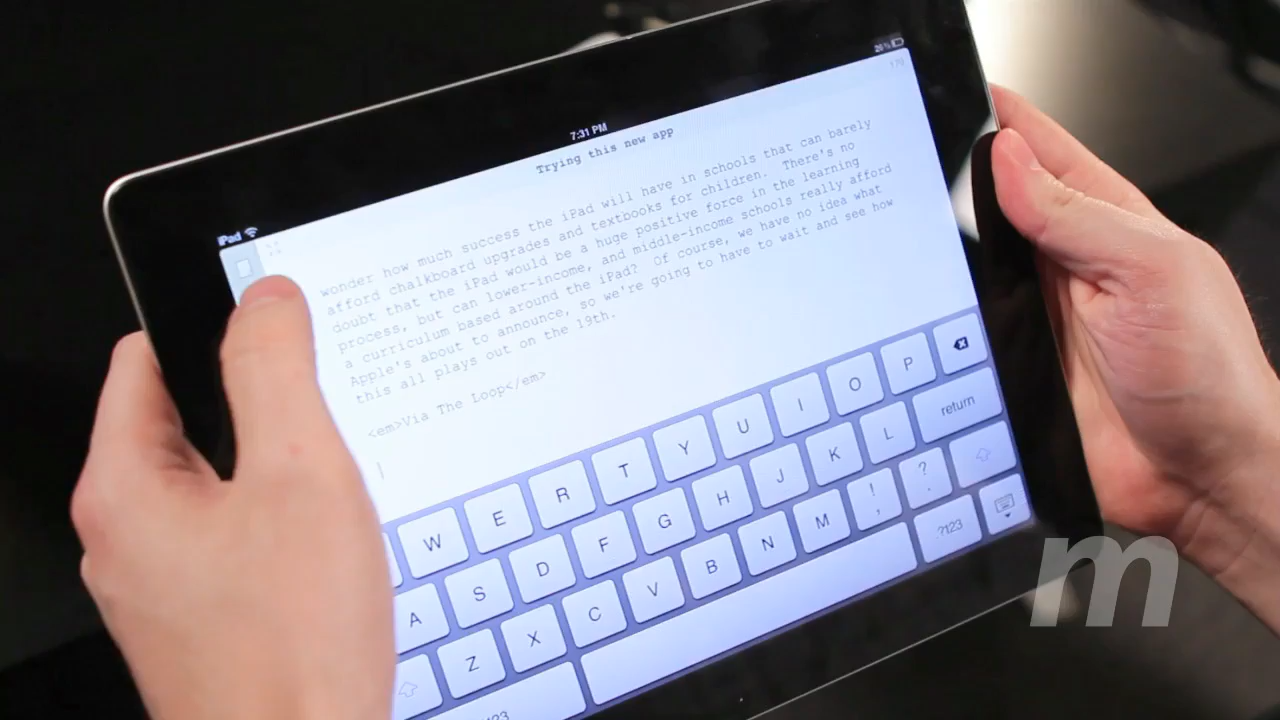 iPad
7:31 PM
26%
Trying this new app
170
wonder how much success the iPad will have in schools that can barely
afford chalkboard upgrades and textbooks for children. There's no
doubt that the iPad would be a huge positive force in the learning
process, but can lower-income, and middle-income schools really afford
a curriculum based around the iPad? Of course, we have no idea what
Apple's about to announce, so we're going to have to wait and see how
this all plays out on the 19th.
<em>Via The Loop</em>
W E R T Y U I O P
A S D F G H J K L return
Z X C V B N M ! , ? .
123 .?123
m